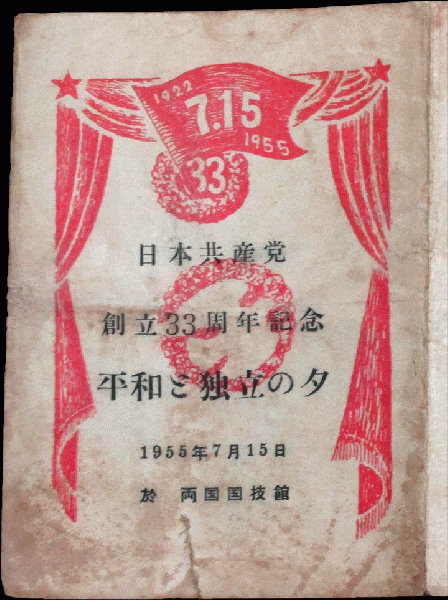 1922
7.15
1955
33
日本共産党
創立33周年記念
平和と独立の夕
1955年7月15日
於 両国国技館